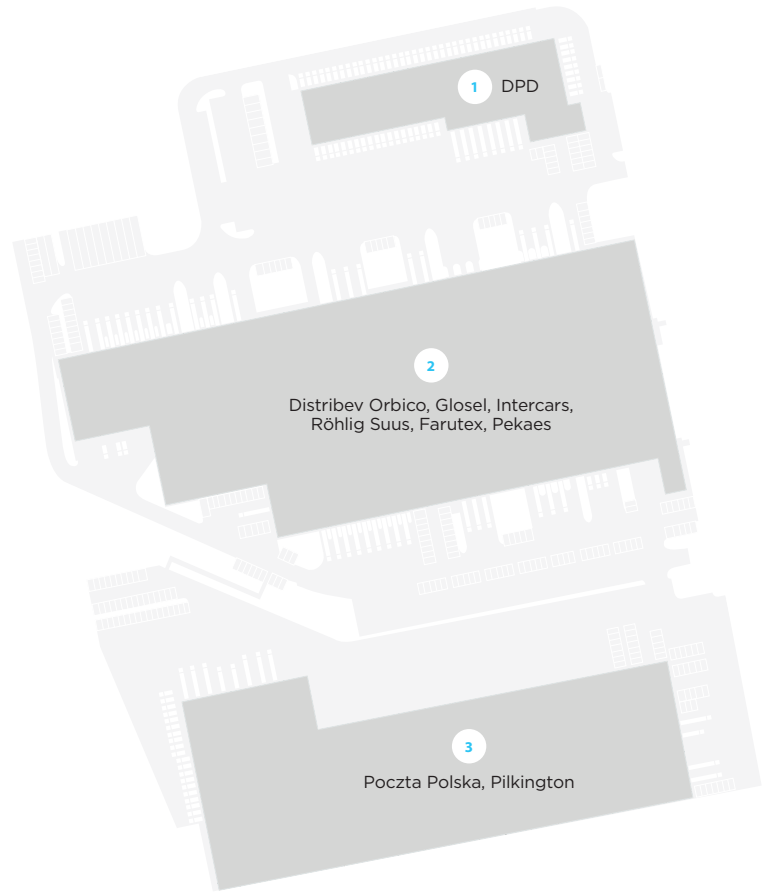 1 DPD
2
Distribev Orbico, Glosel, Intercars,
Röhlig Suus, Farutex, Pekaes
3
Poczta Polska, Pilkington